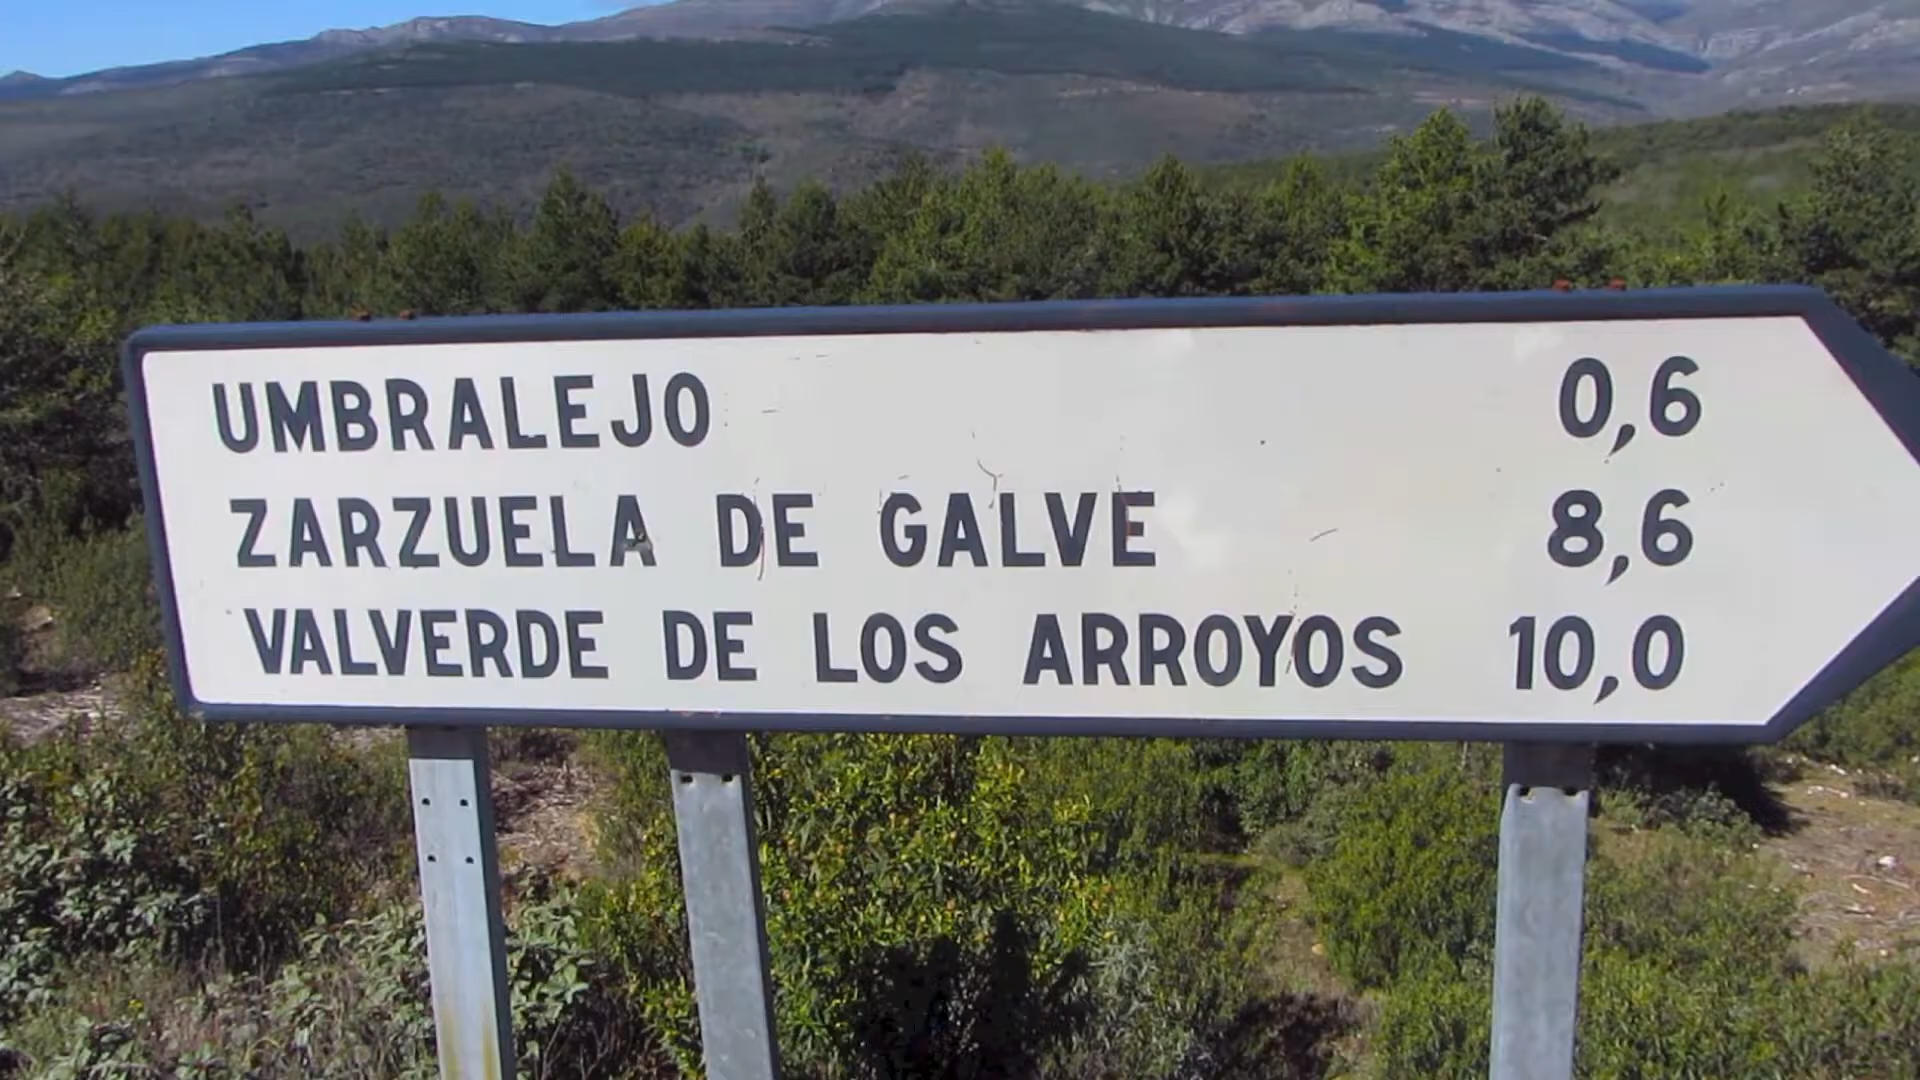 UMBRALEJO 0,6
ZARZUELA DE GALVE 8,6
VALVERDE DE LOS ARROYOS 10,0